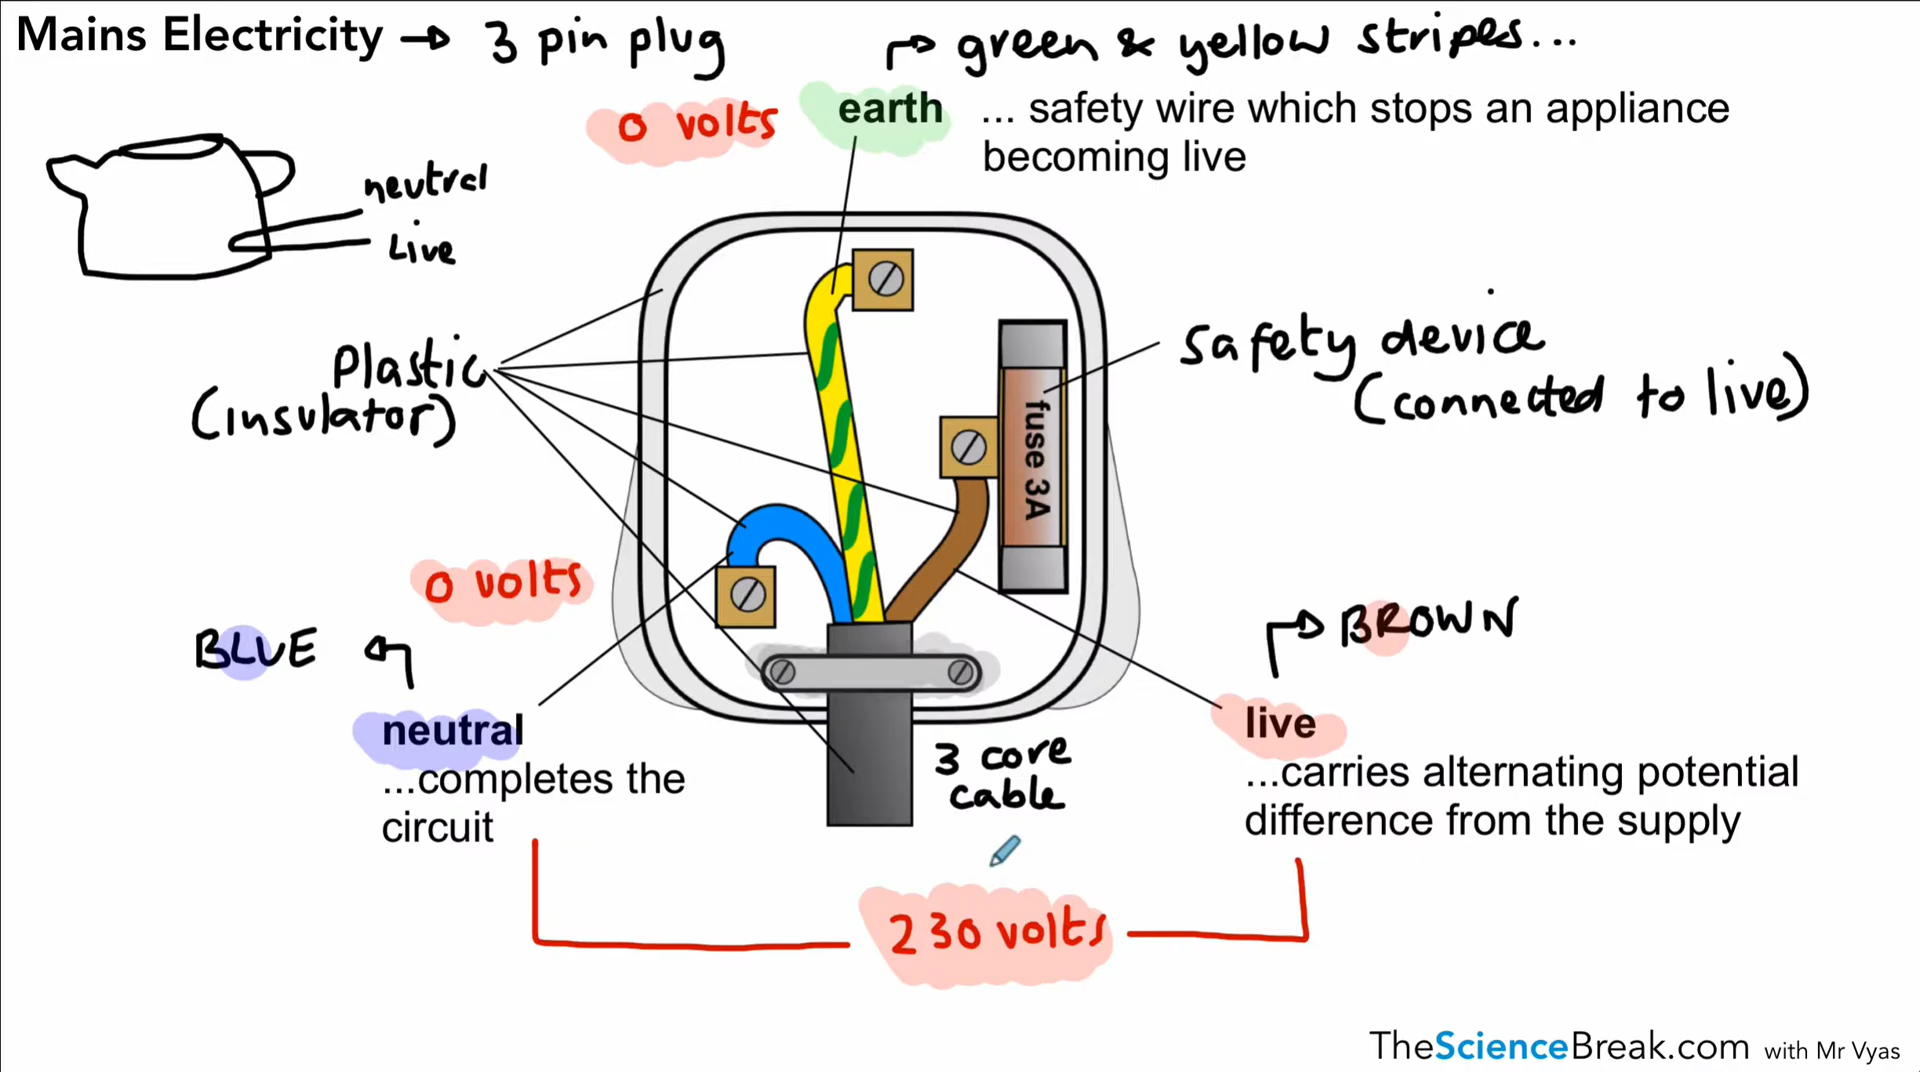 Mains Electricity → 3 pin plug
green & yellow stripes...
0 volts
earth ... safety wire which stops an appliance
becoming live
neutral
Live
Plastic
(insulator)
safety device
(connected to live)
fuse 3A
0 volts
BLUE
BROWN
neutral
...completes the
circuit
3 core
cable
live
...carries alternating potential
difference from the supply
230 volts
TheScienceBreak.com with Mr Vyas